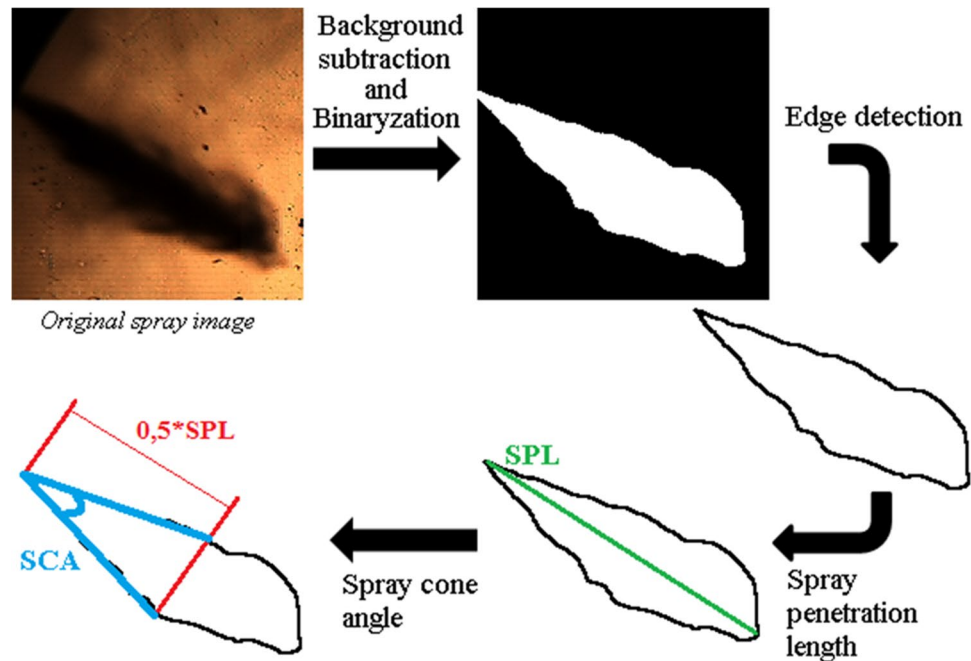 Background
subtraction
and
Binaryzation
Edge detection
Original spray image
0,5*SPL
SCA
SPL
Spray cone
angle
Spray
penetration
length